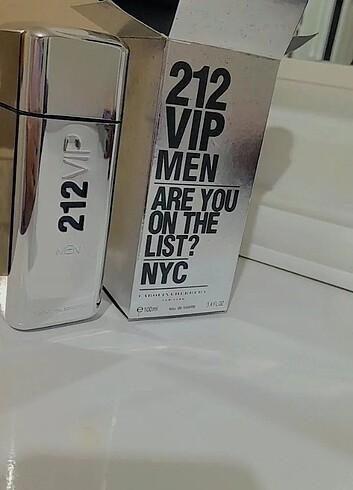 212 VIP
MEN
212
VIP
MEN
ARE YOU
ON THE
LIST?
NYC
CAROLINA HERRERA
NEW YORK
e 100ml eau de toilette 3.4 FL.OZ